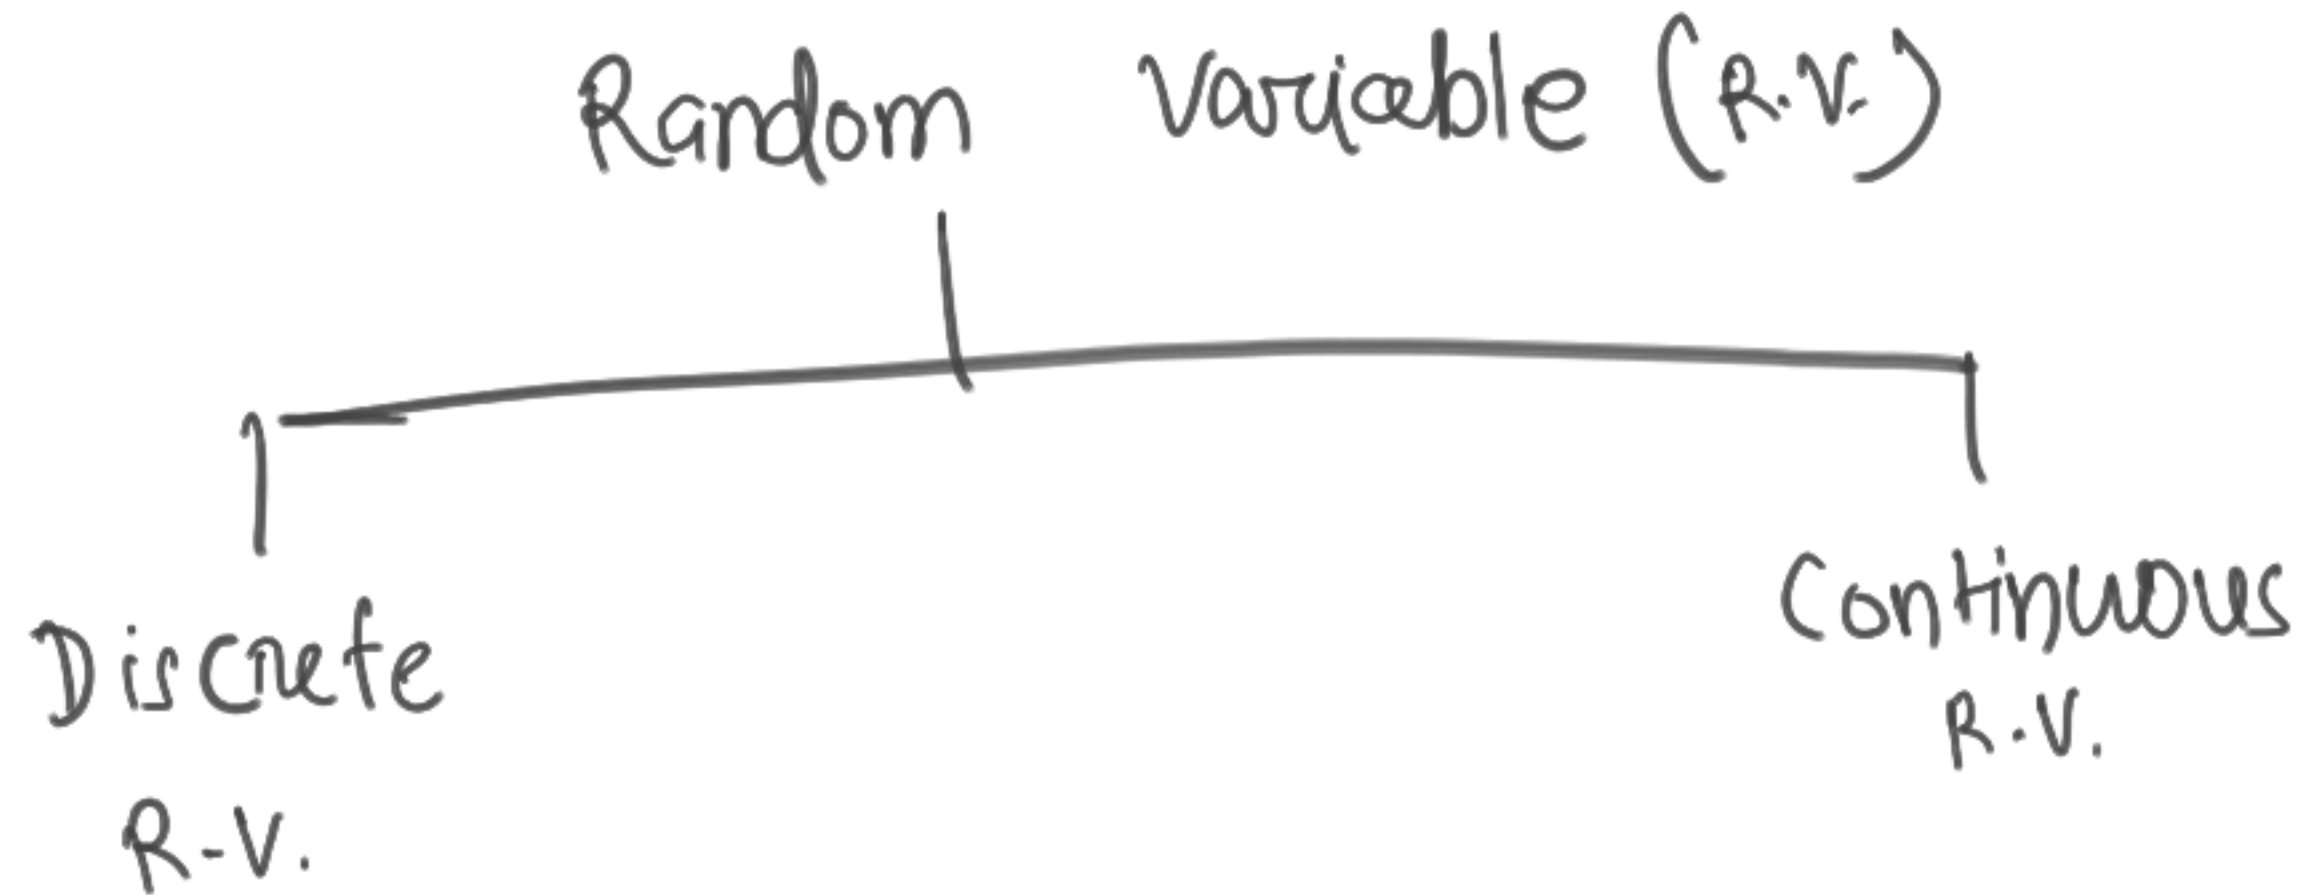 Random Variable (R.V.)
Discrete
R-V.
Continuous
R.V.